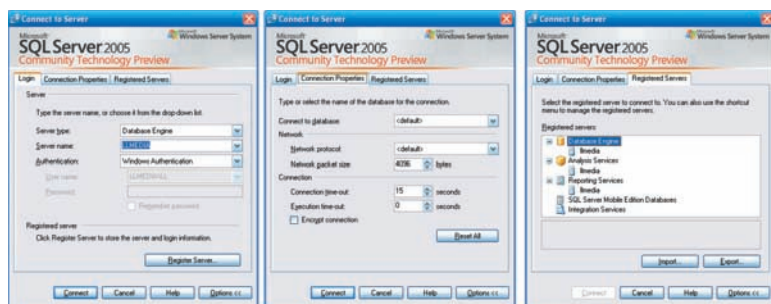 Connect to Server
Microsoft
Windows Server System
SQL Server 2005
Community Technology Preview
Login Connection Properties Registered Servers
Server
Type the server name, or choose it from the drop-down list.
Server type: Database Engine
Server name: LLMEDIA
Authentication: Windows Authentication
User name:
Password:
Remember password
Registered server
Click Register Server to store the server and login information.
Register Server...
Connect Cancel Help Options <<
Connect to Server
Microsoft
Windows Server System
SQL Server 2005
Community Technology Preview
Login Connection Properties Registered Servers
Type or select the name of the database for the connection.
Connect to database: <default>
Network
Network protocol: <default>
Network packet size: 4096 bytes
Connection
Connection time-out: 15 seconds
Execution time-out: 0 seconds
Encrypt connection
Reset All
Connect Cancel Help Options <<
Connect to Server
Microsoft
Windows Server System
SQL Server 2005
Community Technology Preview
Login Connection Properties Registered Servers
Select the registered server to connect to. You can also use the shortcut
menu to manage the registered servers.
Registered servers:
Database Engine
llmedia
Analysis Services
llmedia
Reporting Services
llmedia
SQL Server Mobile Edition Databases
Integration Services
Import... Export...
Connect Cancel Help Options <<